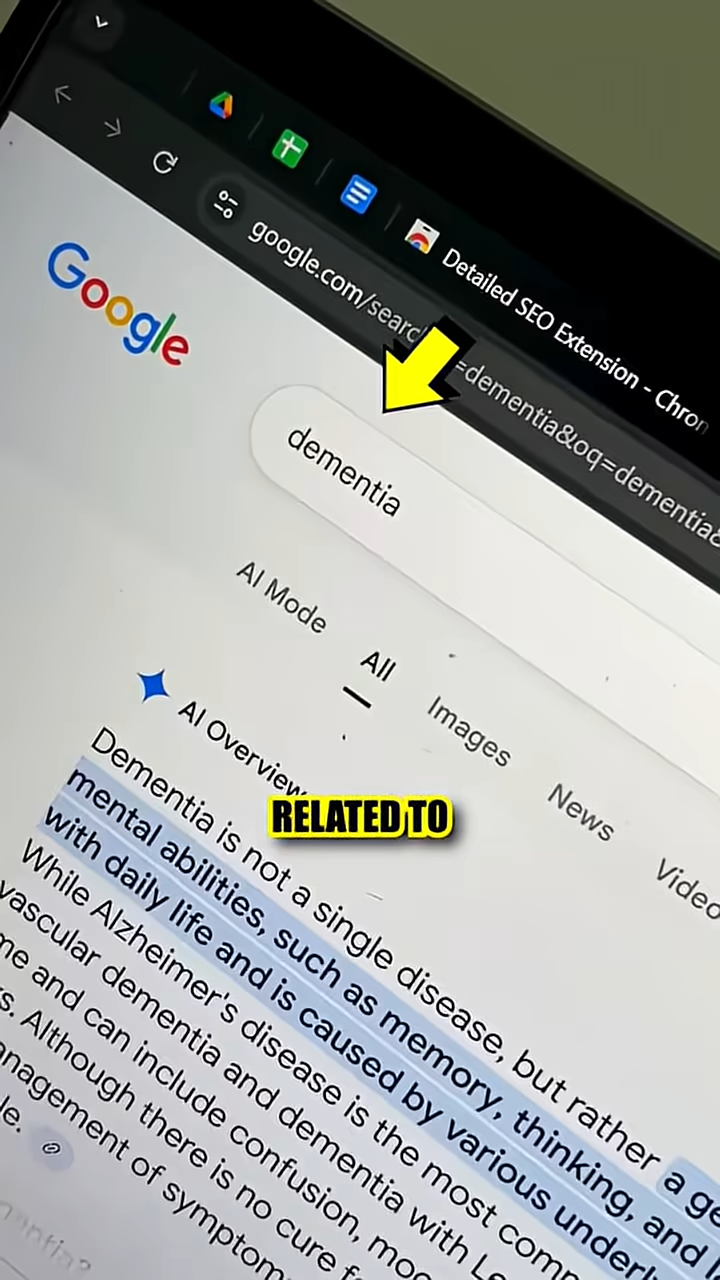 Detailed SEO Extension - Chron
google.com/searc
=dementia&oq=dementia&
Google
dementia
AI Mode
All
Images
News
Video
AI Overview
RELATED TO
Dementia is not a single disease, but rather a ge
mental abilities, such as memory, thinking, and
with daily life and is caused by various underl
While Alzheimer's disease is the most comm
vascular dementia and dementia with Le
me and can include confusion, moo
s. Although there is no cure f
anagement of symptom
le.